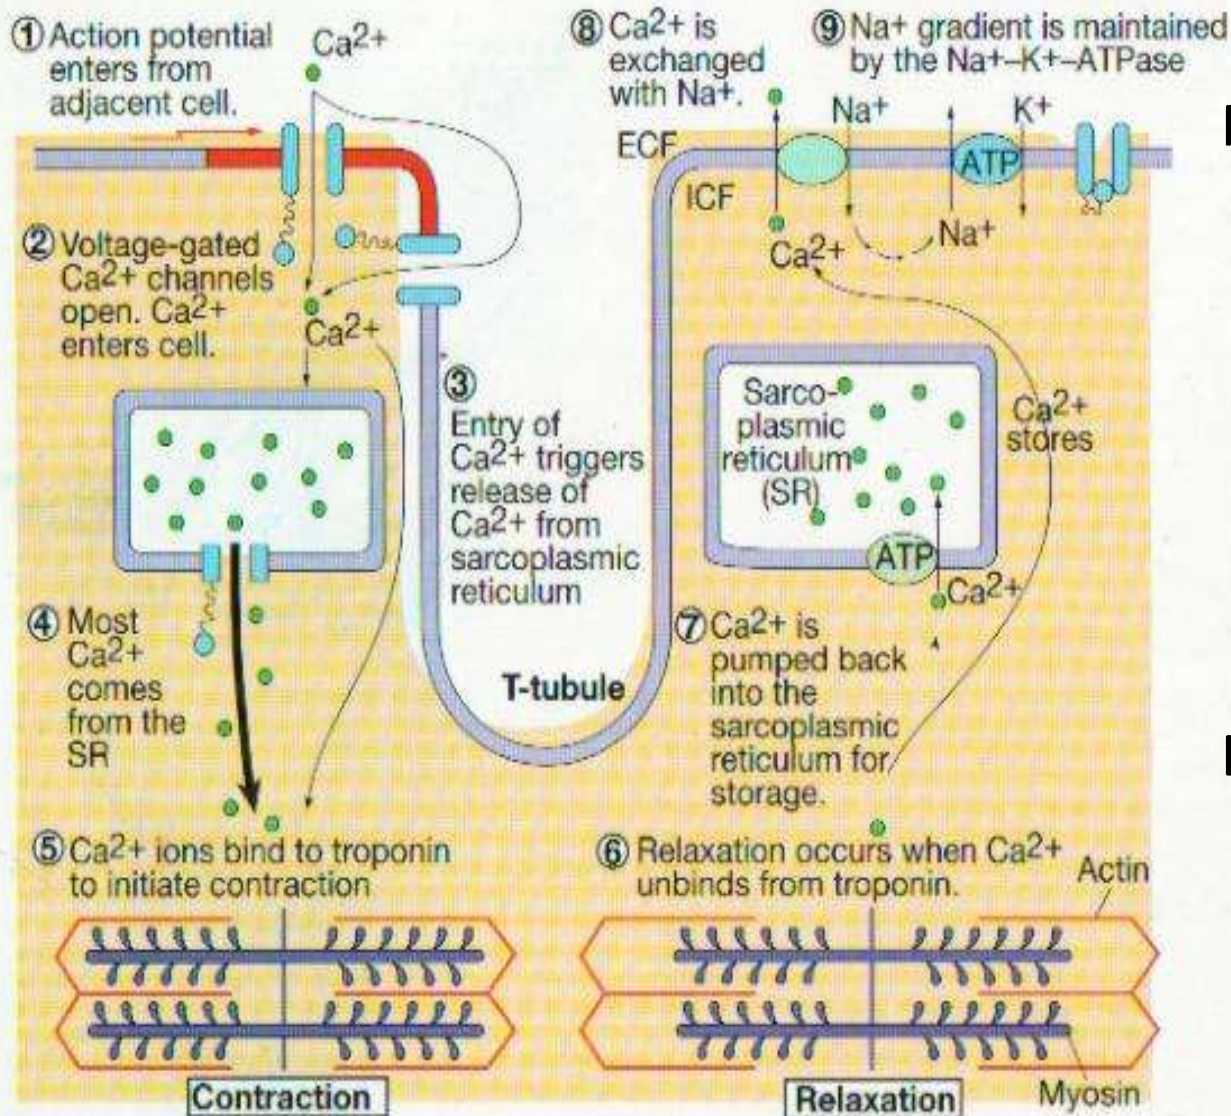 ① Action potential
enters from
adjacent cell.
Ca2+
② Voltage-gated
Ca2+ channels
open. Ca2+
enters cell.
Ca2+
③
Entry of
Ca2+ triggers
release of
Ca2+ from
sarcoplasmic
reticulum
④ Most
Ca2+
comes
from the
SR
T-tubule
⑤ Ca2+ ions bind to troponin
to initiate contraction
Contraction
⑧ Ca2+ is
exchanged
with Na+.
⑨ Na+ gradient is maintained
by the Na+–K+–ATPase
ECF
ICF
Na+
K+
ATP
Ca2+
Na+
Sarco-
plasmic
reticulum
(SR)
Ca2+
stores
ATP
Ca2+
⑦ Ca2+ is
pumped back
into the
sarcoplasmic
reticulum for
storage.
⑥ Relaxation occurs when Ca2+
unbinds from troponin.
Actin
Myosin
Relaxation